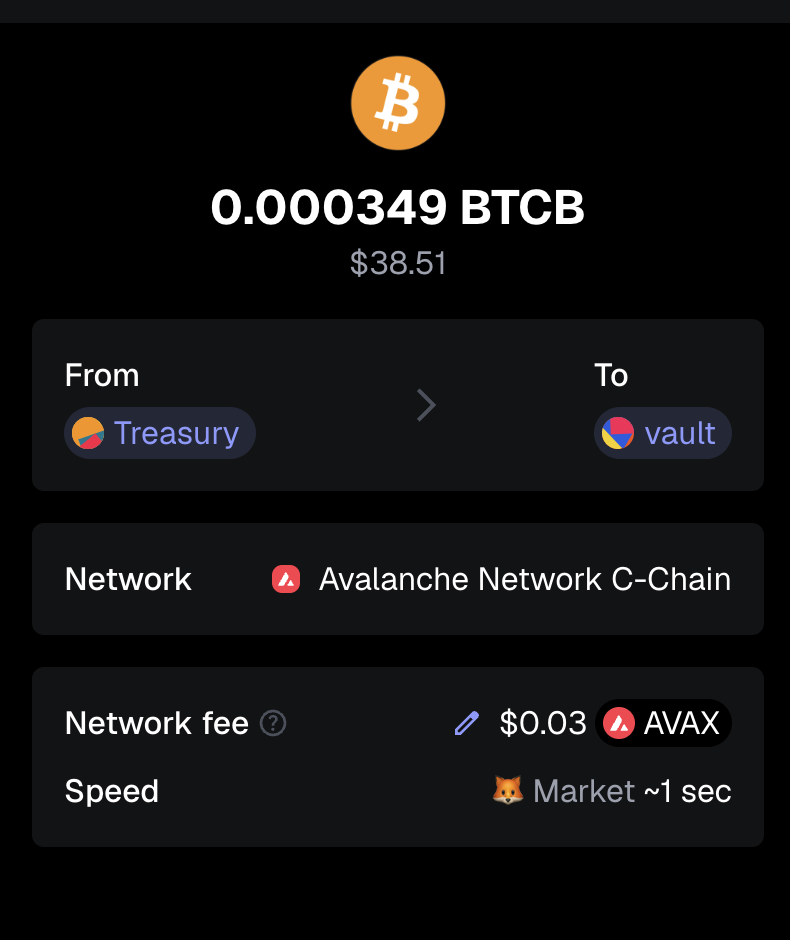 0.000349 BTCB
$38.51
From
To
Treasury
vault
Network
Avalanche Network C-Chain
Network fee ?
$0.03 AVAX
Speed
Market ~1 sec